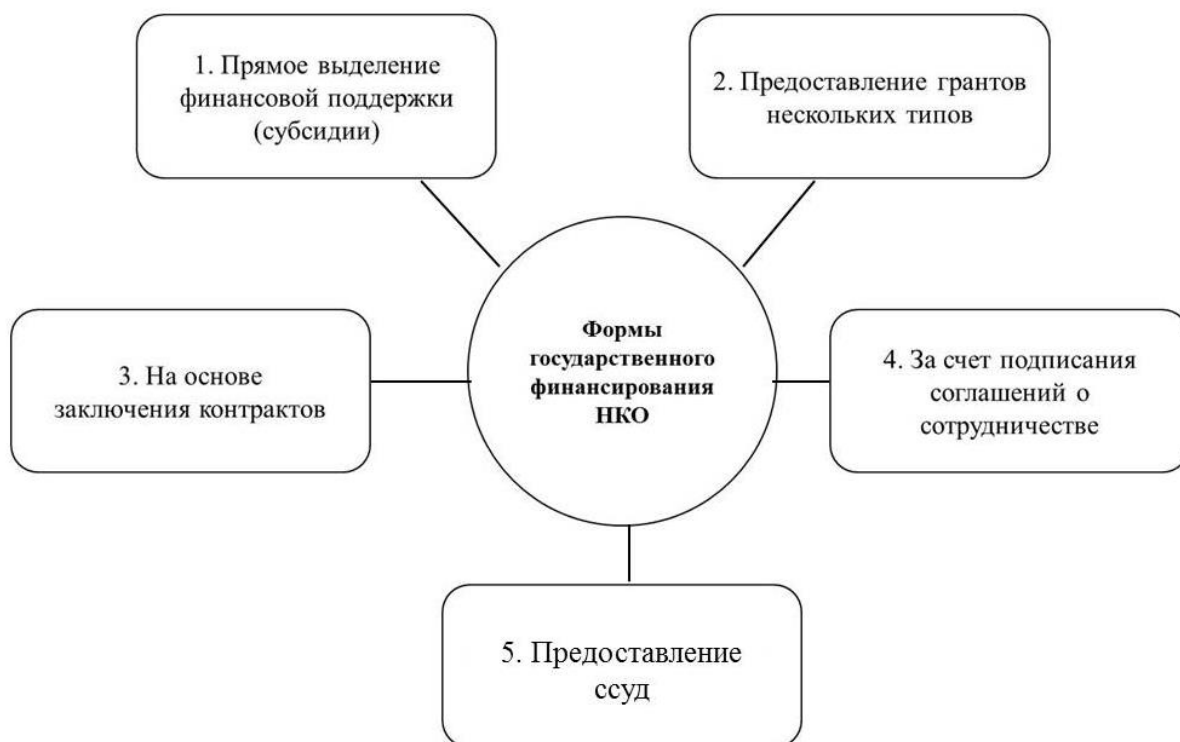 1. Прямое выделение
финансовой поддержки
(субсидии)
2. Предоставление грантов
нескольких типов
3. На основе
заключения контрактов
Формы
государственного
финансирования
НКО
4. За счет подписания
соглашений о
сотрудничестве
5. Предоставление
ссуд